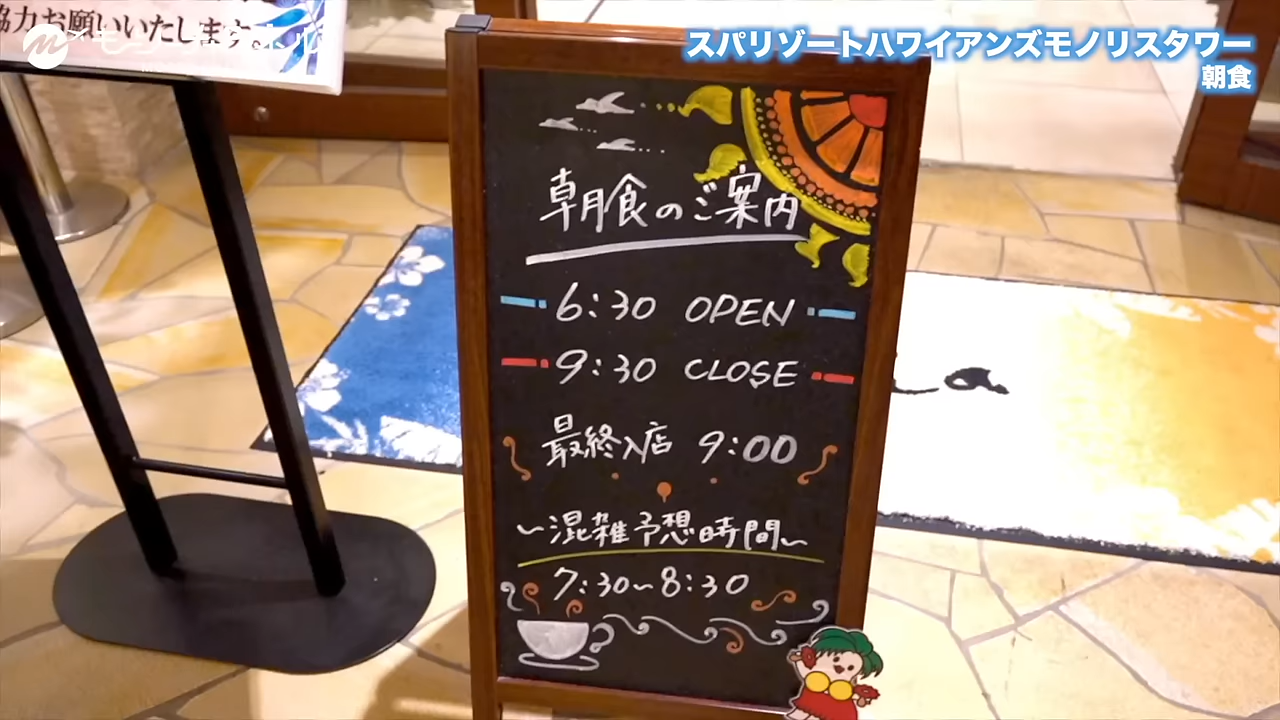 協力お願いいたします。
スパリゾートハワイアンズモノリスタワー
朝食
朝食のご案内
6:30 OPEN
9:30 CLOSE
最終入店 9:00
~混雑予想時間~
7:30~8:30